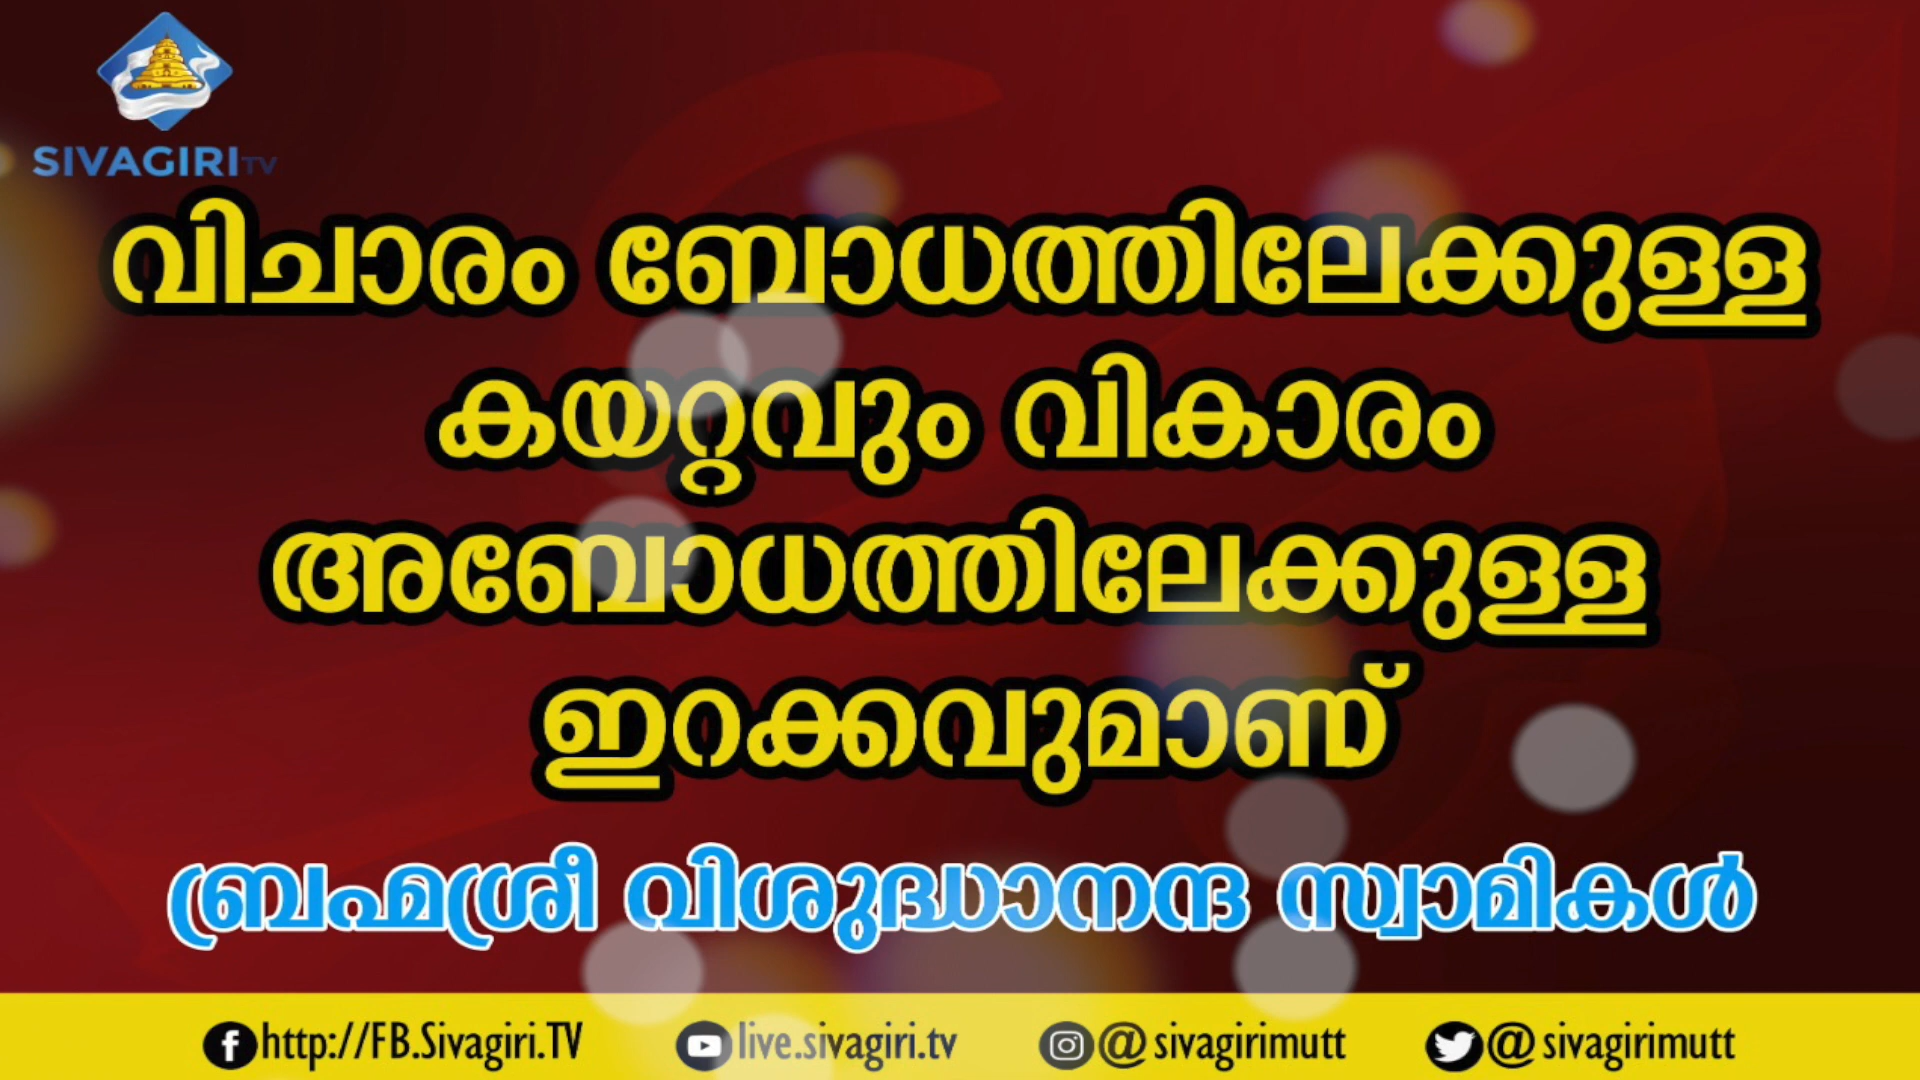 SIVAGIRI TV
വിചാരം ബോധത്തിലേക്കുള്ള
കയറ്റവും വികാരം
അബോധത്തിലേക്കുള്ള
ഇറക്കവുമാണ്
ബ്രഹ്മശ്രീ വിശുദ്ധാനന്ദ സ്വാമികൾ
http://FB.Sivagiri.TV live.sivagiri.tv @ sivagirimutt @ sivagirimutt